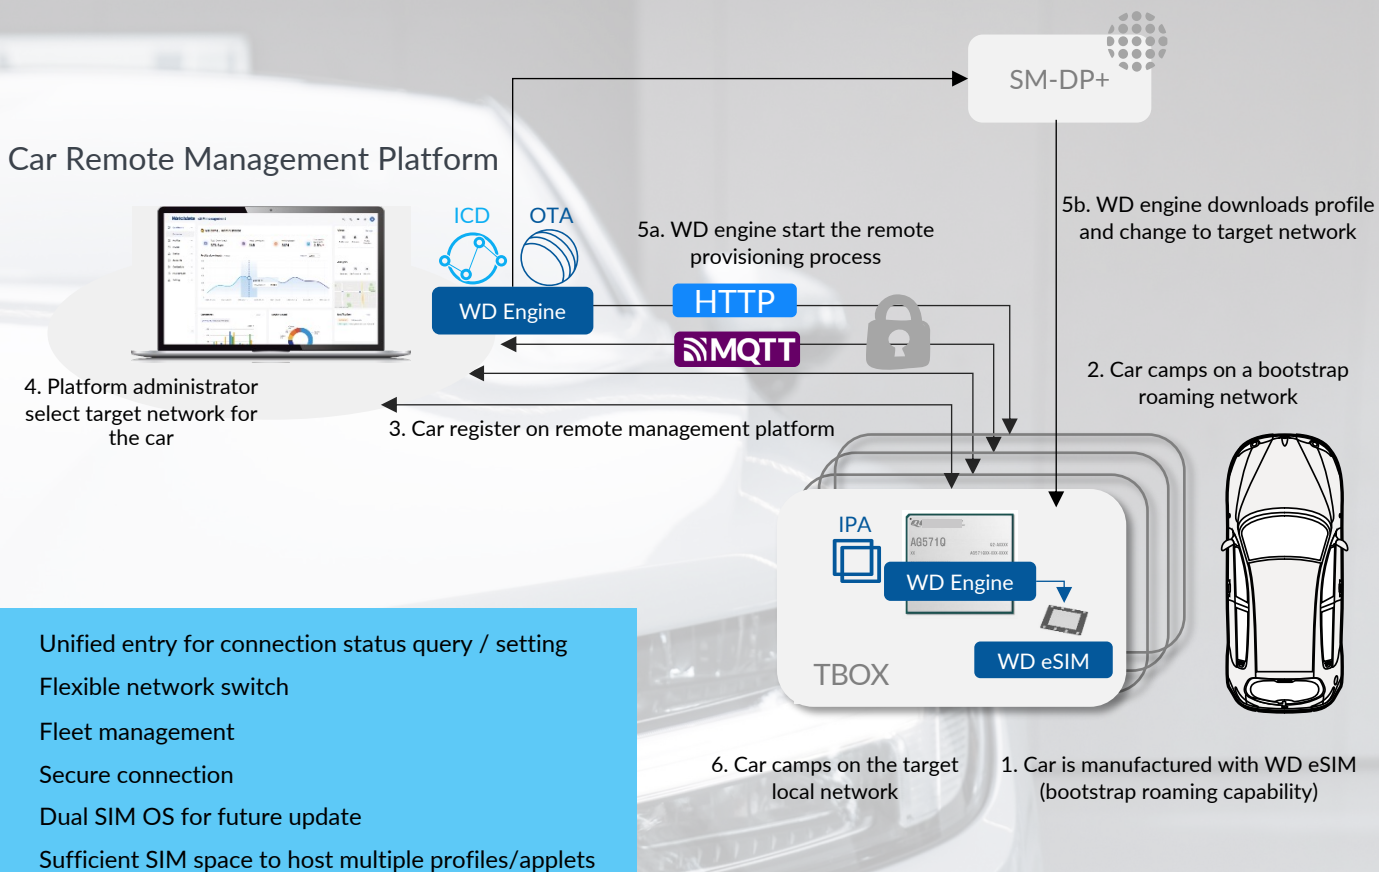 SM-DP+
Car Remote Management Platform
ICD
OTA
WD Engine
5a. WD engine start the remote
provisioning process
5b. WD engine downloads profile
and change to target network
HTTP
MQTT
4. Platform administrator
select target network for
the car
3. Car register on remote management platform
2. Car camps on a bootstrap
roaming network
IPA
AG571Q
WD Engine
WD eSIM
TBOX
6. Car camps on the target
local network
1. Car is manufactured with WD eSIM
(bootstrap roaming capability)
Unified entry for connection status query / setting
Flexible network switch
Fleet management
Secure connection
Dual SIM OS for future update
Sufficient SIM space to host multiple profiles/applets